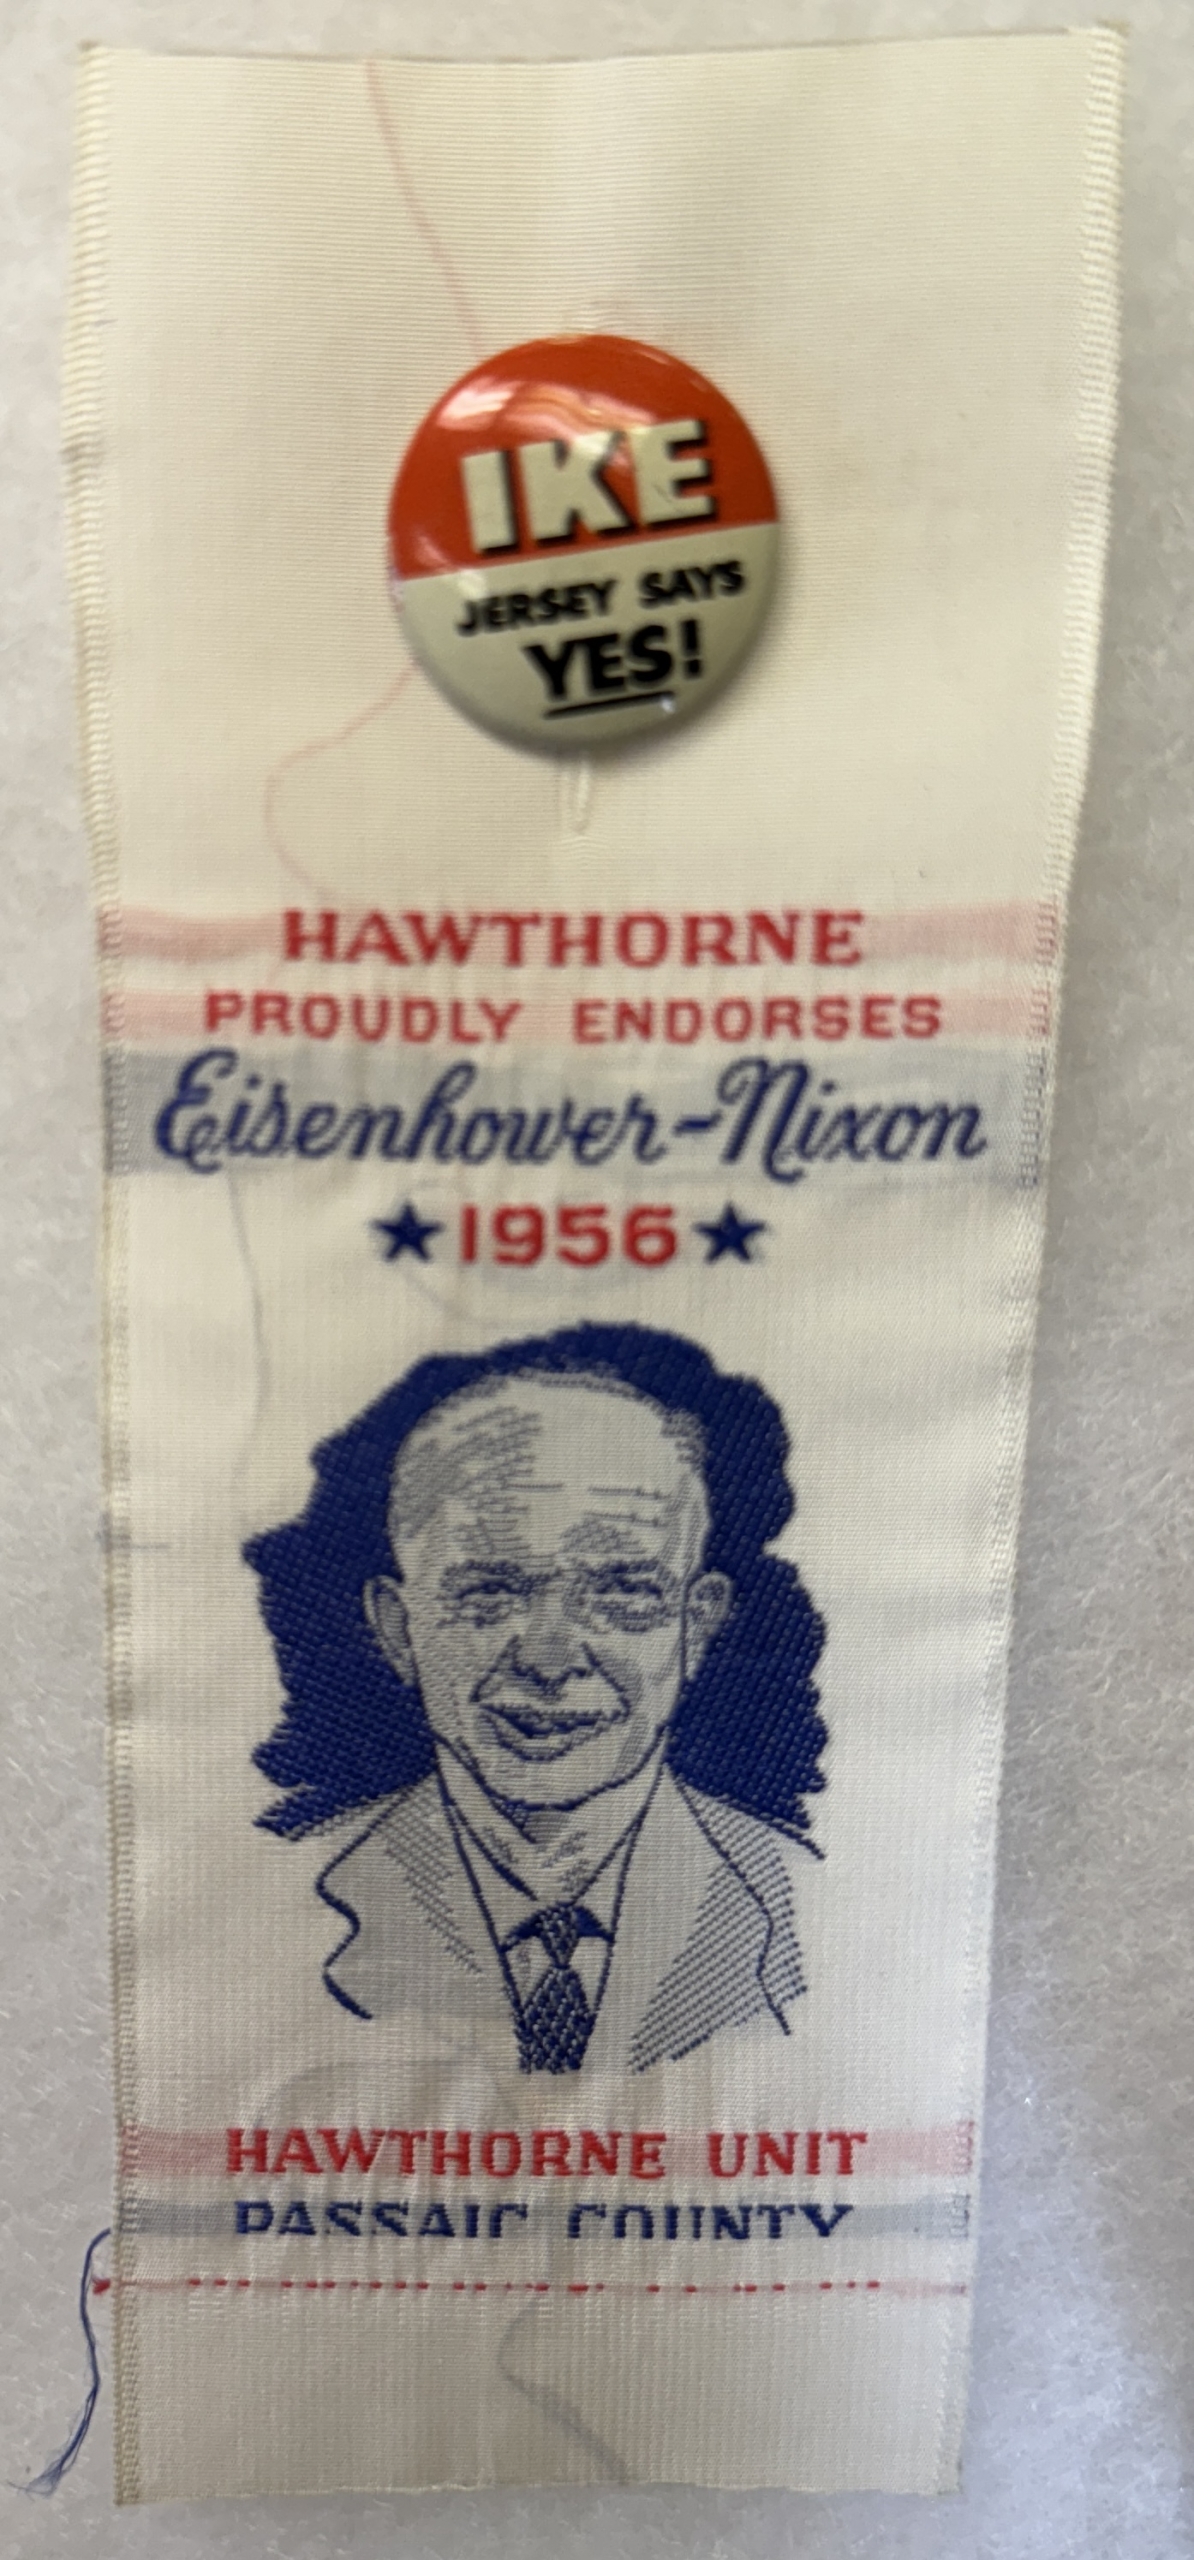 IKE
JERSEY SAYS
YES!
HAWTHORNE
PROUDLY ENDORSES
Eisenhower-Nixon
★1956★
HAWTHORNE UNIT
PASSAIC COUNTY